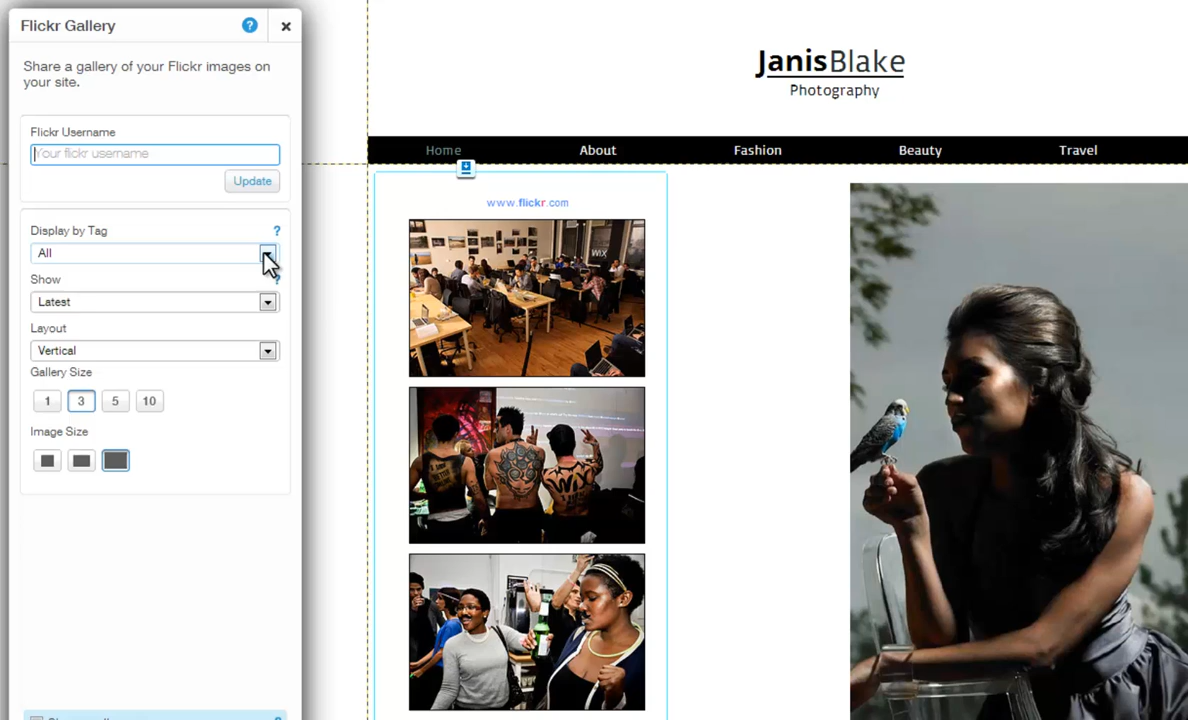 Flickr Gallery
?
Share a gallery of your Flickr images on
your site.
Flickr Username
Your flickr username
Update
Display by Tag
?
All
Show
?
Latest
Layout
Vertical
Gallery Size
1 3 5 10
Image Size
JanisBlake
Photography
Home About Fashion Beauty Travel
www.flickr.com
WIX
WIX